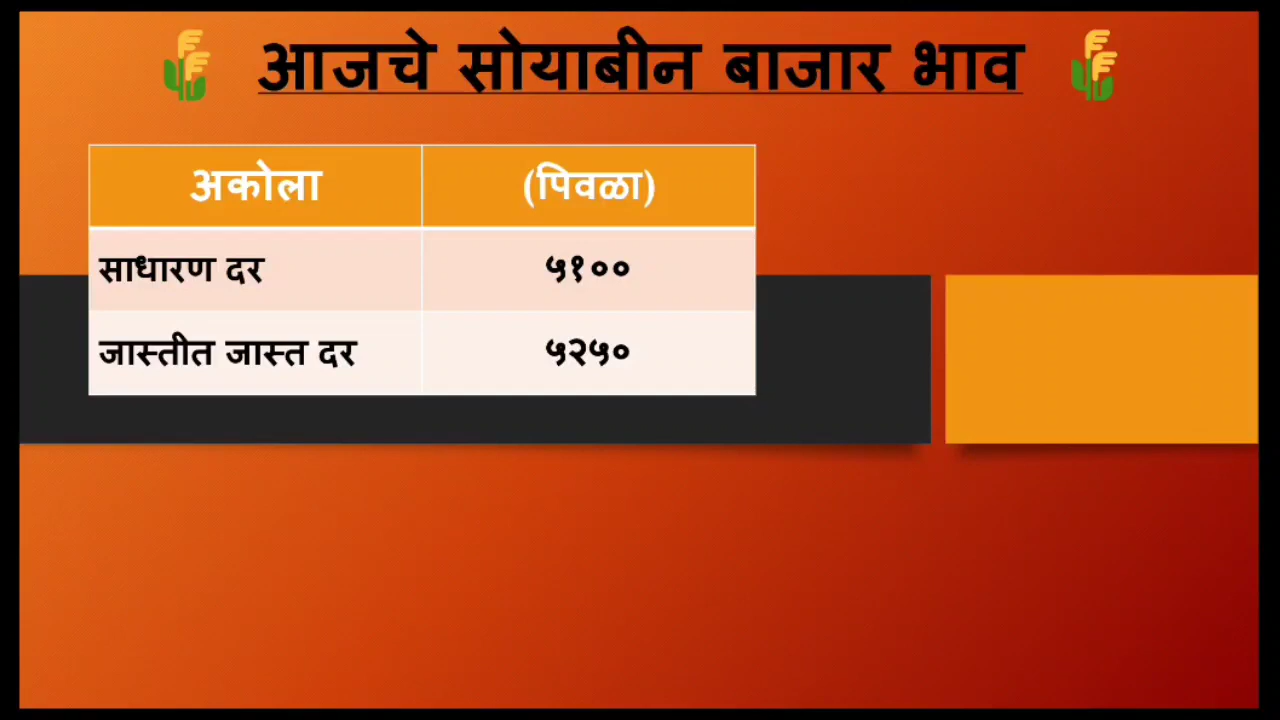 आजचे सोयाबीन बाजार भाव
अकोला (पिवळा)
साधारण दर ५१००
जास्तीत जास्त दर ५२५०